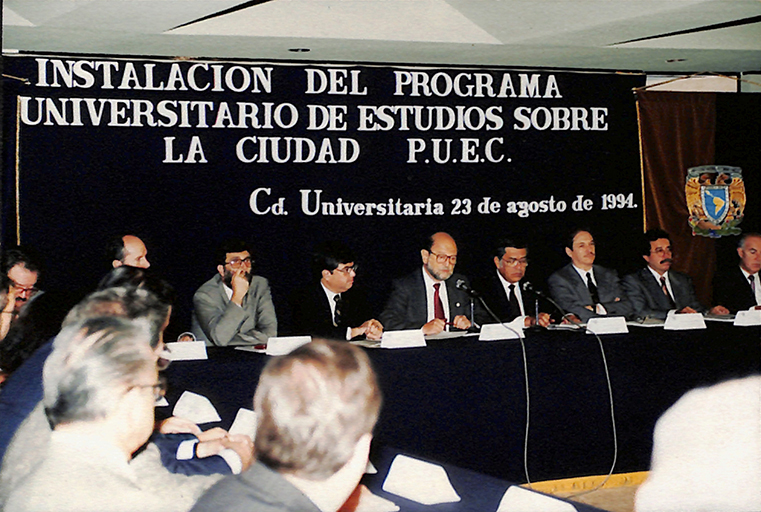 INSTALACION DEL PROGRAMA
UNIVERSITARIO DE ESTUDIOS SOBRE
LA CIUDAD P.U.E.C.
Cd. Universitaria 23 de agosto de 1994.